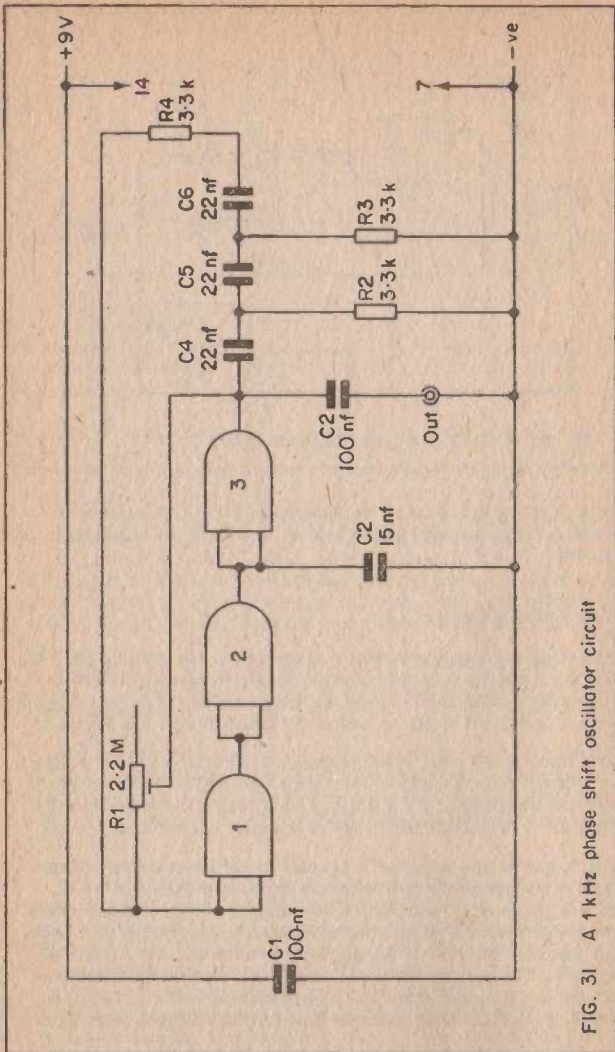 +9V
14
R4
3·3k
C6
22nf
C5
22nf
C4
22nf
R3
3·3k
R2
3·3k
7
-ve
R1 2·2M
1
2
3
C2
100nf
Out
C2
15nf
C1
100nf
FIG. 31 A 1kHz phase shift oscillator circuit